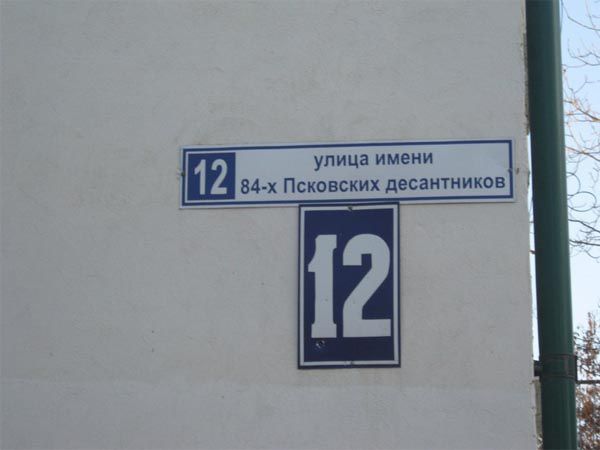 12
улица имени
84-х Псковских десантников
12